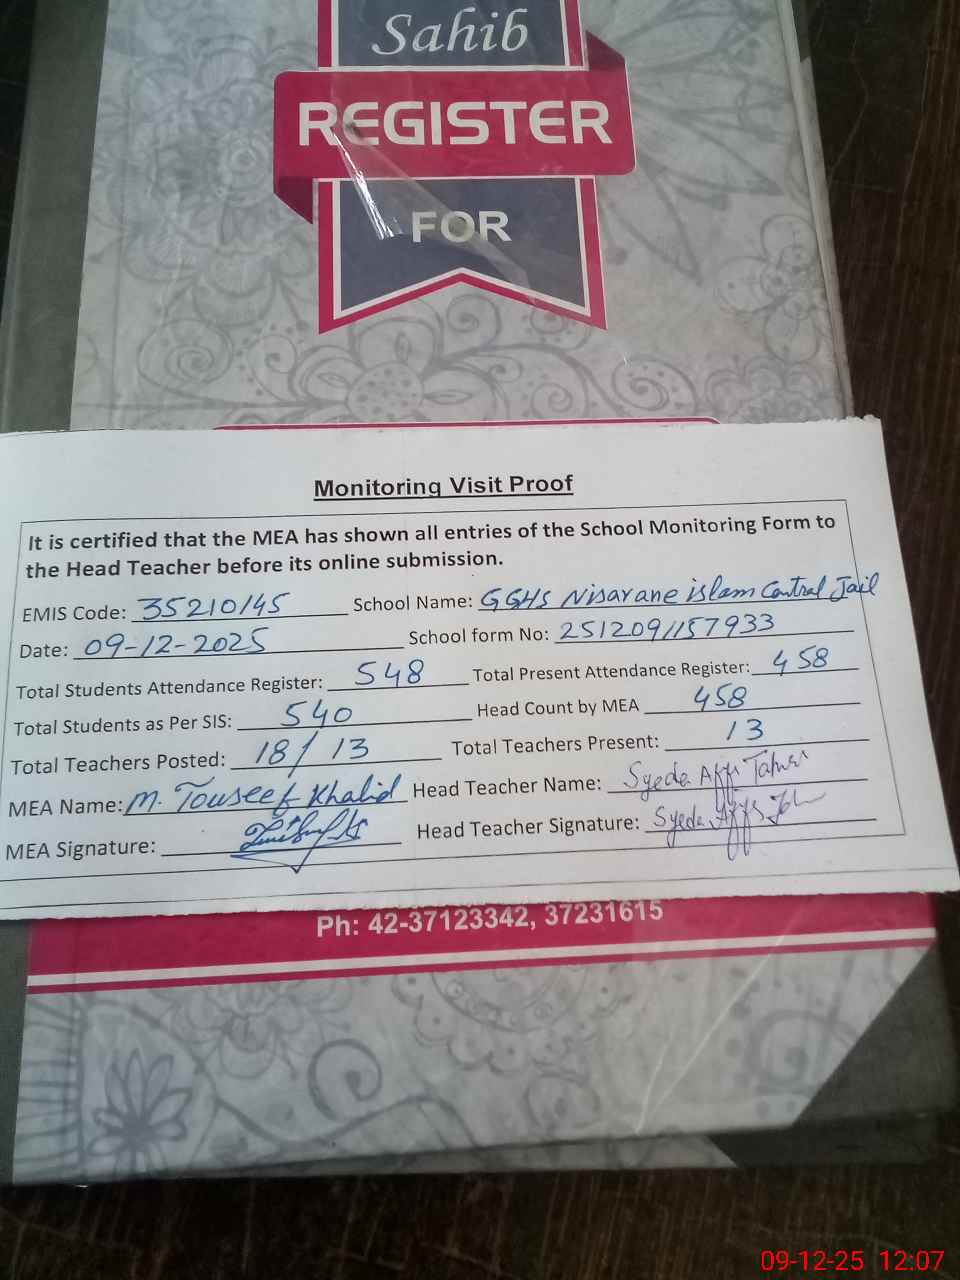 Sahib
REGISTER
FOR
Monitoring Visit Proof
It is certified that the MEA has shown all entries of the School Monitoring Form to
the Head Teacher before its online submission.
EMIS Code: 35210145 School Name: GGHS Nisarane islam Central Jail
Date: 09-12-2025 School form No: 2512091157933
Total Students Attendance Register: 548 Total Present Attendance Register: 458
Total Students as Per SIS: 540 Head Count by MEA 458
Total Teachers Posted: 18/13 Total Teachers Present: 13
MEA Name: M. Touseef Khalid Head Teacher Name: Syeda
MEA Signature: Head Teacher Signature: Syeda
Ph: 42-37123342, 37231615
09-12-25 12:07